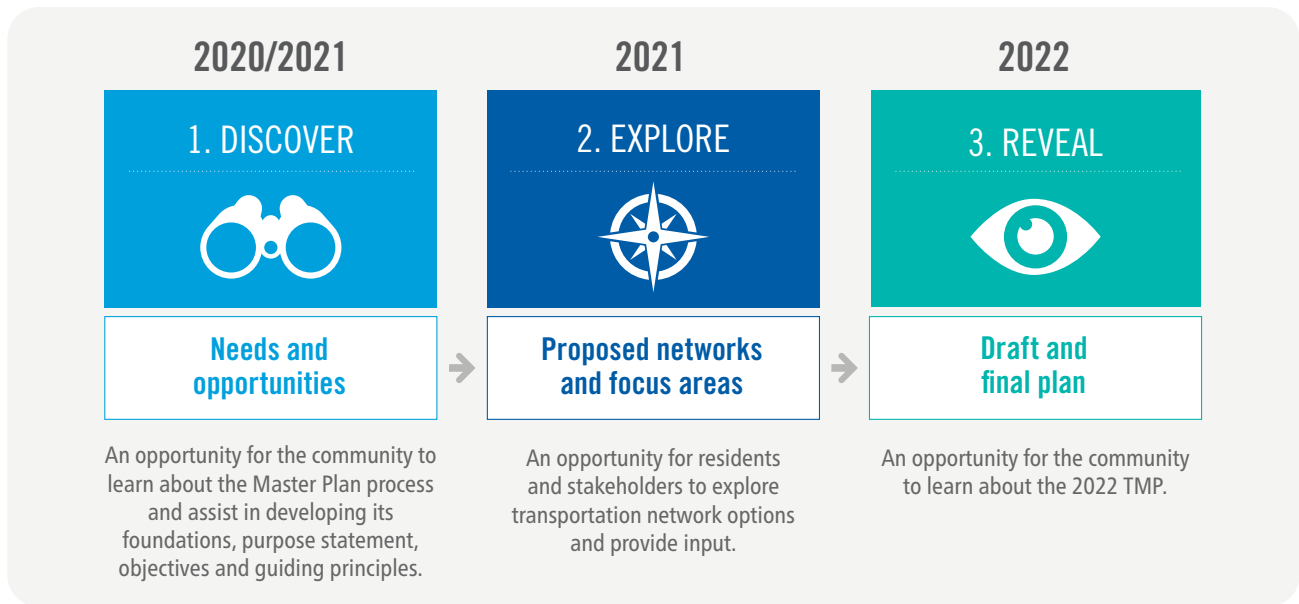 2020/2021
1. DISCOVER
Needs and
opportunities
An opportunity for the community to
learn about the Master Plan process
and assist in developing its
foundations, purpose statement,
objectives and guiding principles.
2021
2. EXPLORE
Proposed networks
and focus areas
An opportunity for residents
and stakeholders to explore
transportation network options
and provide input.
2022
3. REVEAL
Draft and
final plan
An opportunity for the community
to learn about the 2022 TMP.